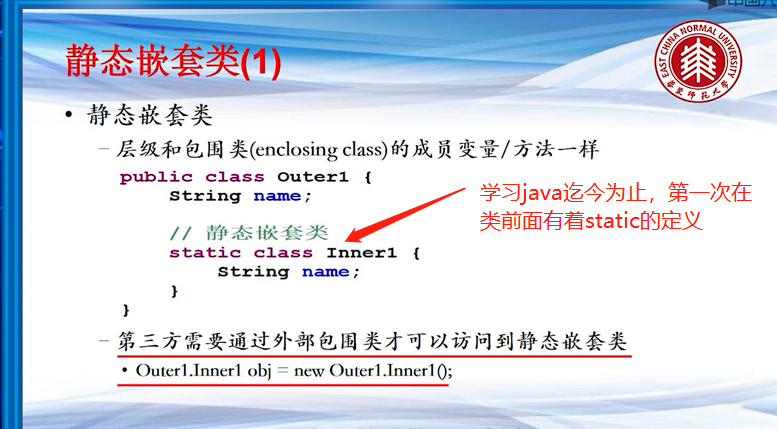 静态嵌套类(1)
EAST CHINA NORMAL UNIVERSITY
华东师范大学
• 静态嵌套类
– 层级和包围类(enclosing class)的成员变量/方法一样
public class Outer1 {
String name;
// 静态嵌套类
static class Inner1 {
String name;
}
}
学习java迄今为止，第一次在
类前面有着static的定义
– 第三方需要通过外部包围类才可以访问到静态嵌套类
• Outer1.Inner1 obj = new Outer1.Inner1();